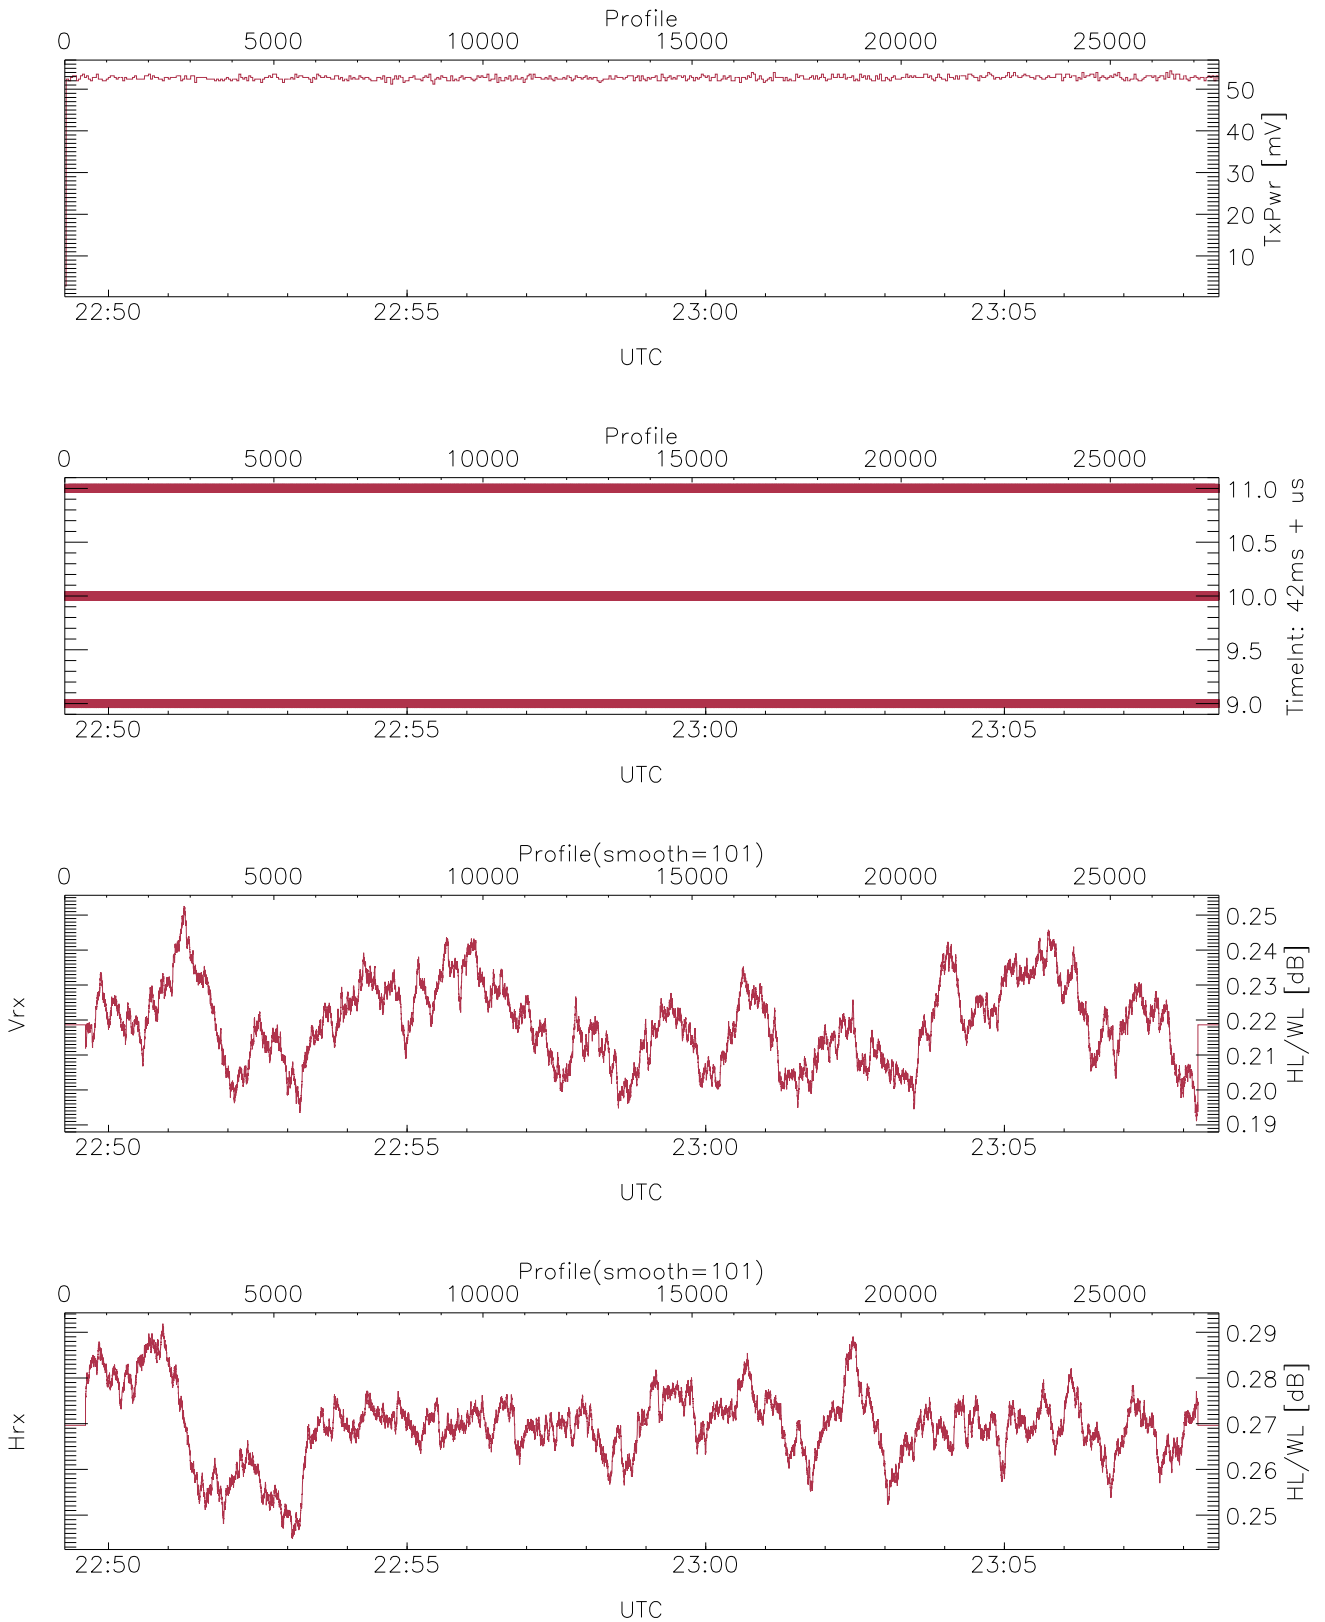 Profile
0 5000 10000 15000 20000 25000
50
40
30
20
10
TxPwr [mV]
22:50 22:55 23:00 23:05
UTC
Profile
0 5000 10000 15000 20000 25000
11.0
10.5
10.0
9.5
9.0
TimeInt: 42ms + us
22:50 22:55 23:00 23:05
UTC
Profile(smooth=101)
0 5000 10000 15000 20000 25000
Vrx
0.25
0.24
0.23
0.22
0.21
0.20
0.19
HL/WL [dB]
22:50 22:55 23:00 23:05
UTC
Profile(smooth=101)
0 5000 10000 15000 20000 25000
Hrx
0.29
0.28
0.27
0.26
0.25
HL/WL [dB]
22:50 22:55 23:00 23:05
UTC